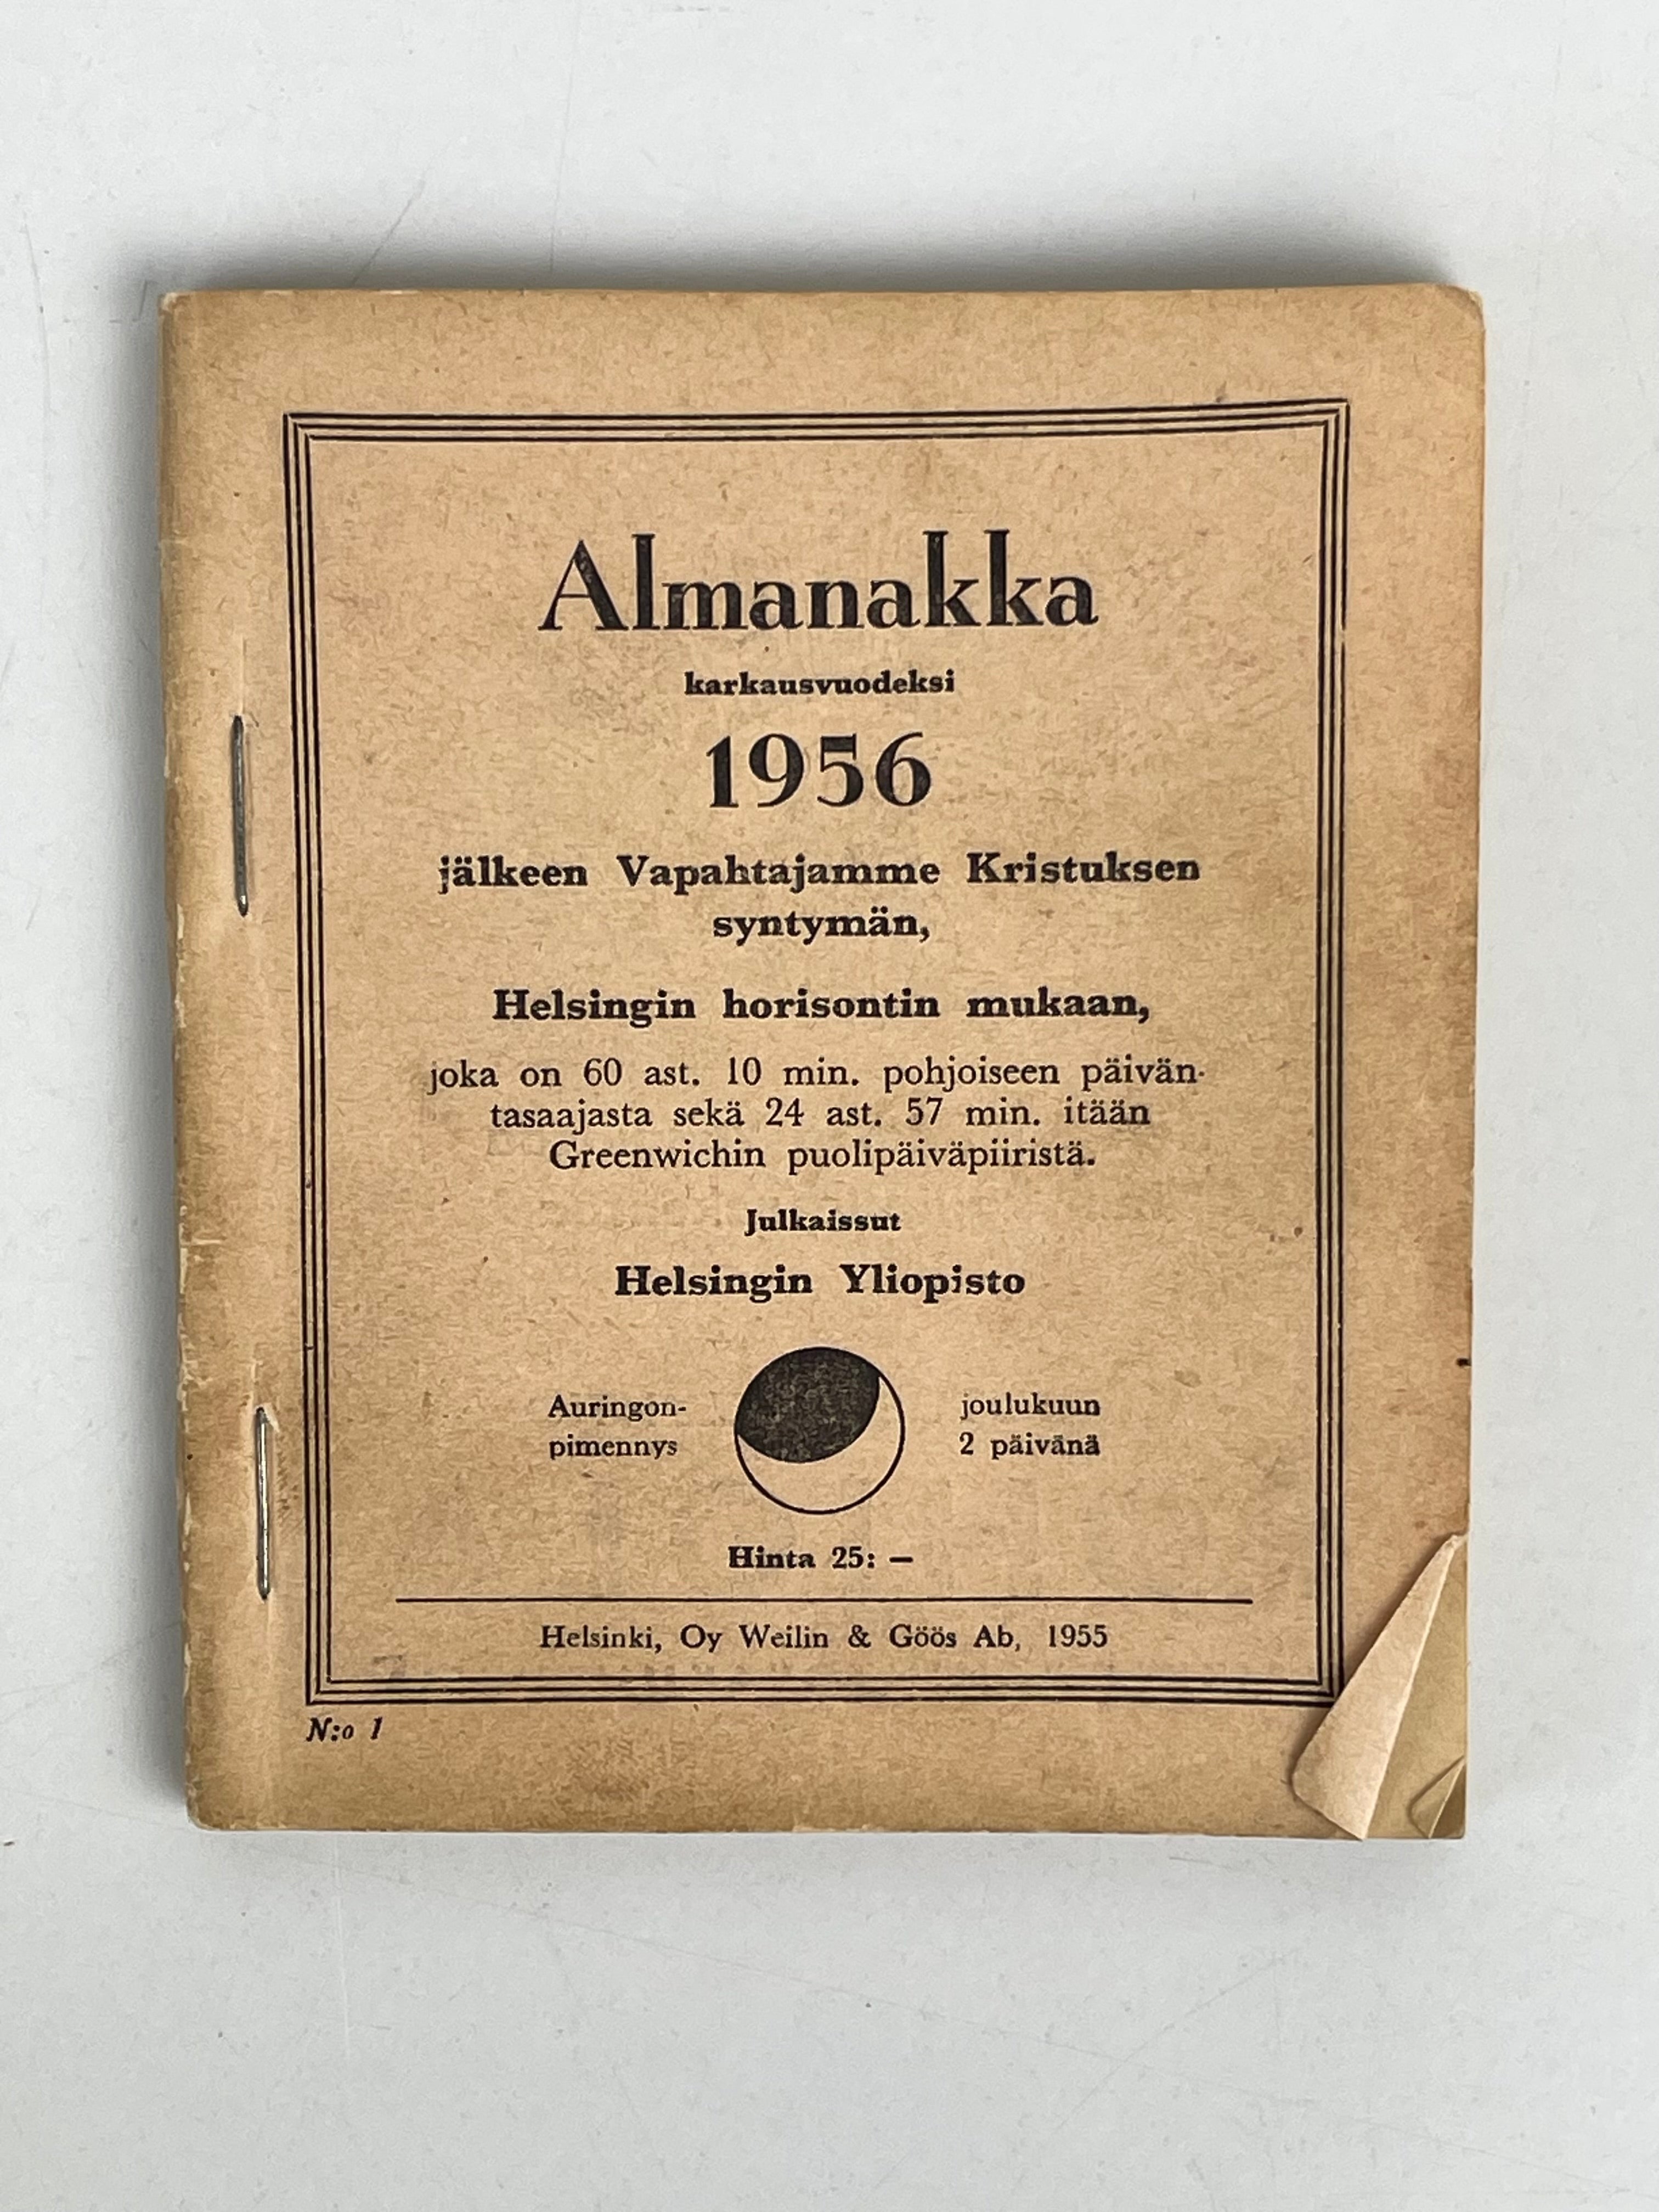 Almanakka
karkausvuodeksi
1956
jälkeen Vapahtajamme Kristuksen
syntymän,
Helsingin horisontin mukaan,
joka on 60 ast. 10 min. pohjoiseen päivän-
tasaajasta sekä 24 ast. 57 min. itään
Greenwichin puolipäiväpiiristä.
Julkaissut
Helsingin Yliopisto
Auringon-
pimennys
joulukuun
2 päivänä
Hinta 25: —
Helsinki, Oy Weilin & Göös Ab, 1955
N:o 1